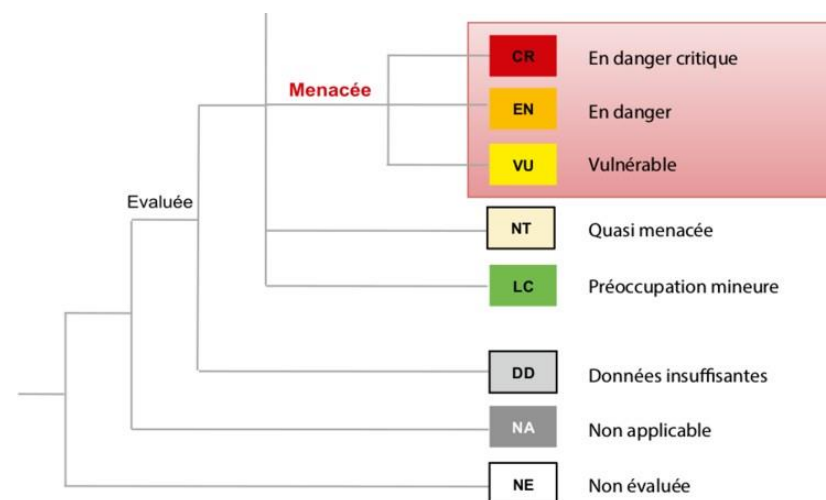 CR En danger critique
Menacée
EN En danger
VU Vulnérable
Evaluée
NT Quasi menacée
LC Préoccupation mineure
DD Données insuffisantes
NA Non applicable
NE Non évaluée